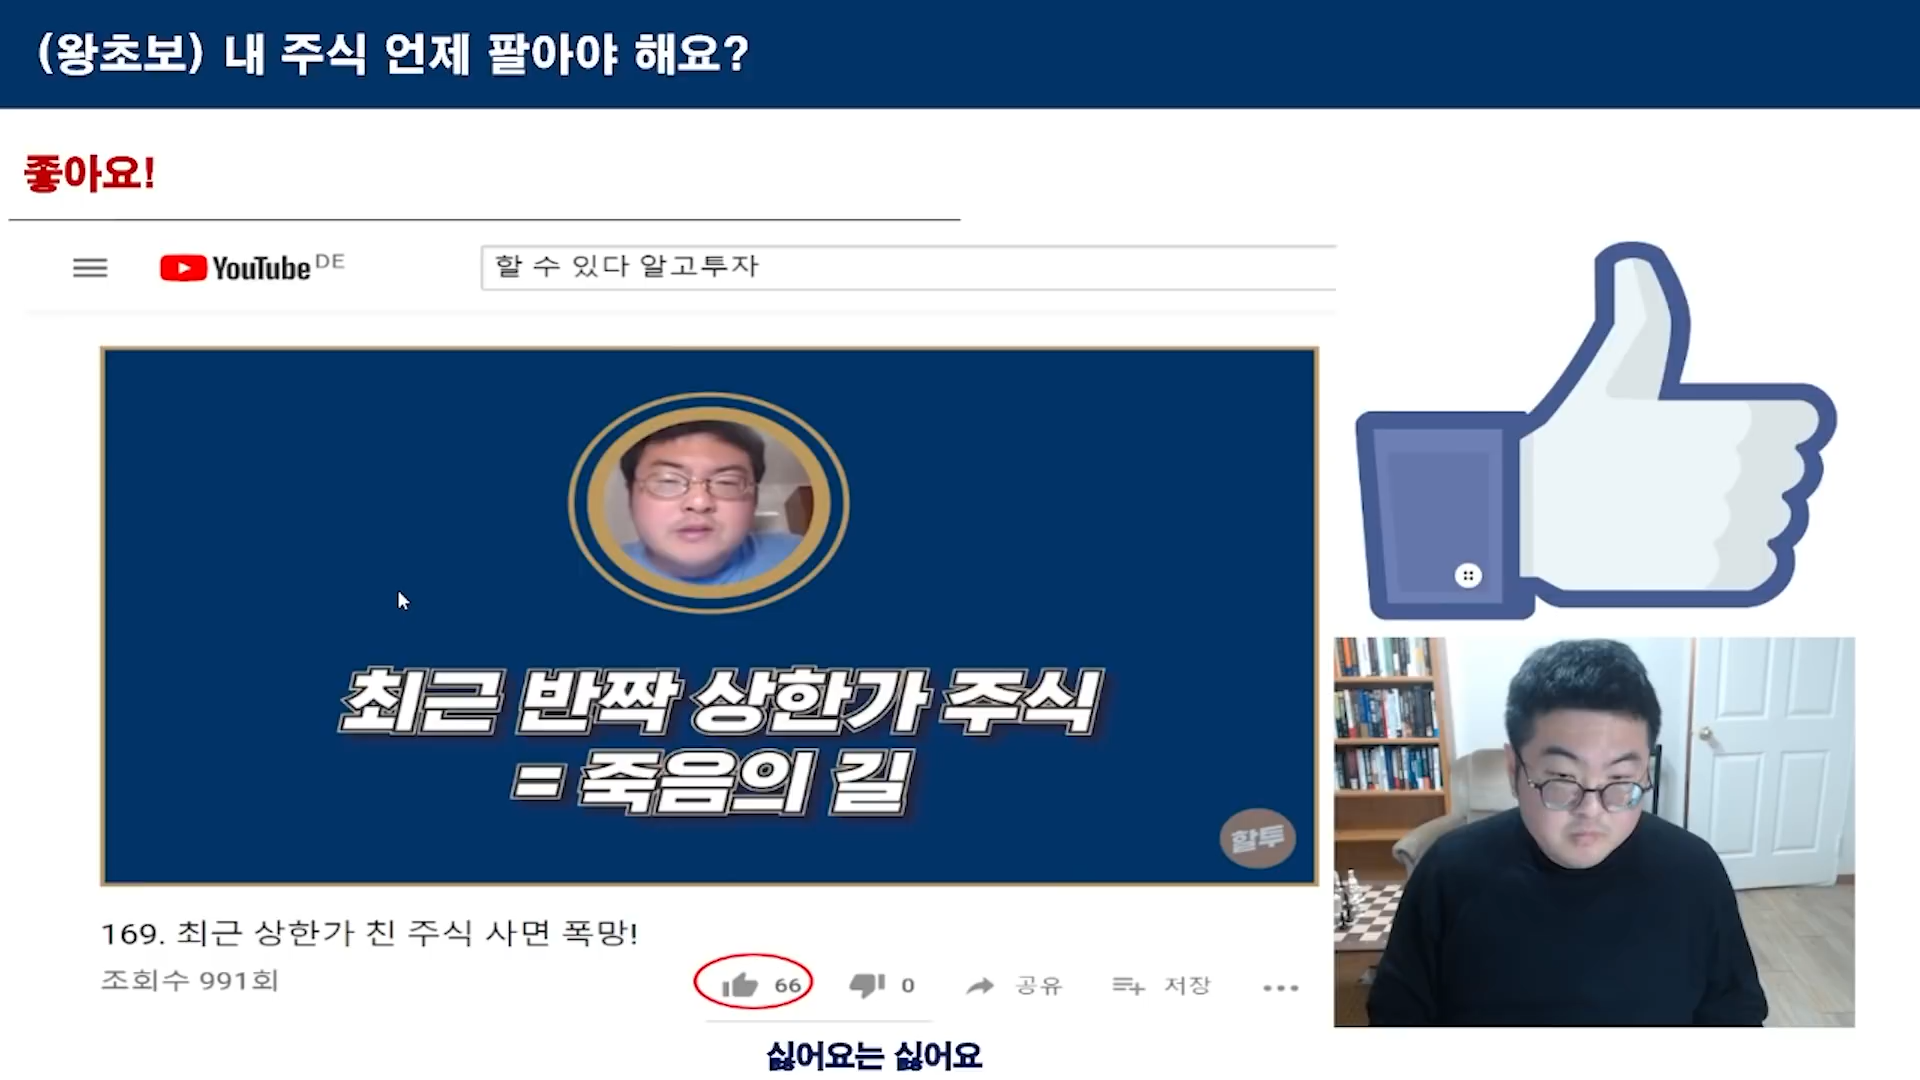 (왕초보) 내 주식 언제 팔아야 해요?
좋아요!
YouTube DE
할 수 있다 알고투자
최근 반짝 상한가 주식
= 죽음의 길
할투
169. 최근 상한가 친 주식 사면 폭망!
조회수 991회
66 0 공유 저장
싫어요는 싫어요